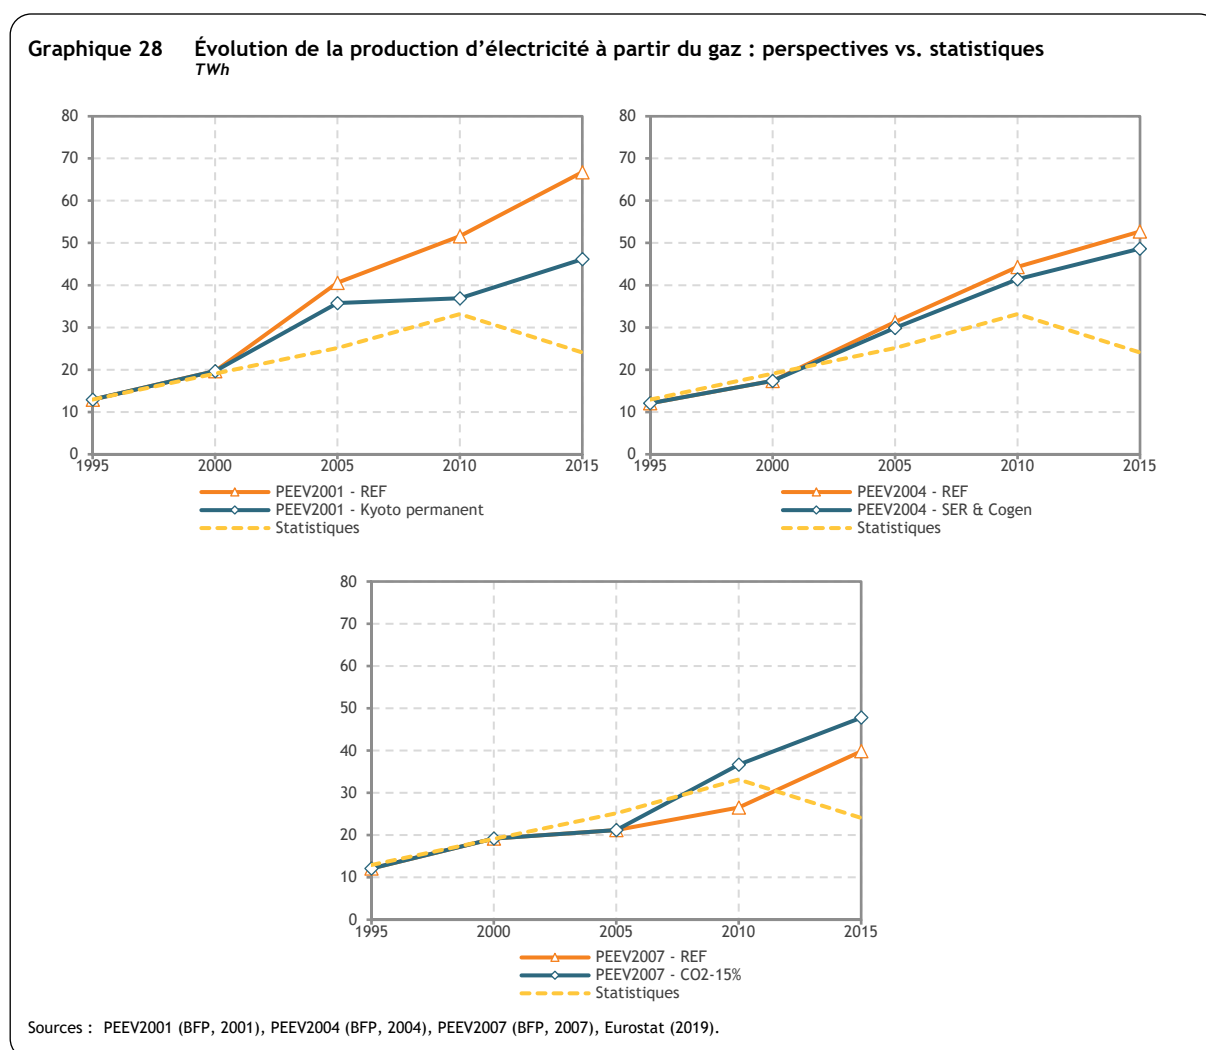 Graphique 28 Évolution de la production d’électricité à partir du gaz : perspectives vs. statistiques
TWh
80
70
60
50
40
30
20
10
0
1995 2000 2005 2010 2015
PEEV2001 - REF
PEEV2001 - Kyoto permanent
Statistiques
80
70
60
50
40
30
20
10
0
1995 2000 2005 2010 2015
PEEV2004 - REF
PEEV2004 - SER & Cogen
Statistiques
80
70
60
50
40
30
20
10
0
1995 2000 2005 2010 2015
PEEV2007 - REF
PEEV2007 - CO2-15%
Statistiques
Sources : PEEV2001 (BFP, 2001), PEEV2004 (BFP, 2004), PEEV2007 (BFP, 2007), Eurostat (2019).